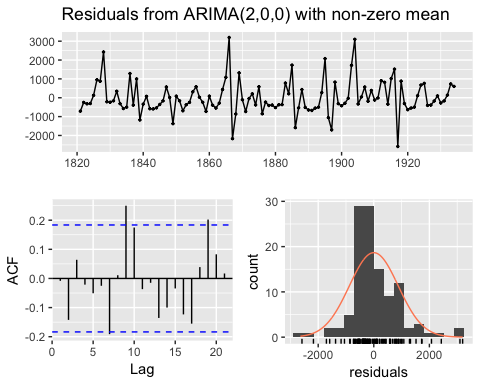 Residuals from ARIMA(2,0,0) with non-zero mean
3000
2000
1000
0
-1000
-2000
1820 1840 1860 1880 1900 1920
ACF
0.2
0.1
0.0
-0.1
-0.2
0 5 10 15 20
Lag
count
30
20
10
0
-2000 0 2000
residuals